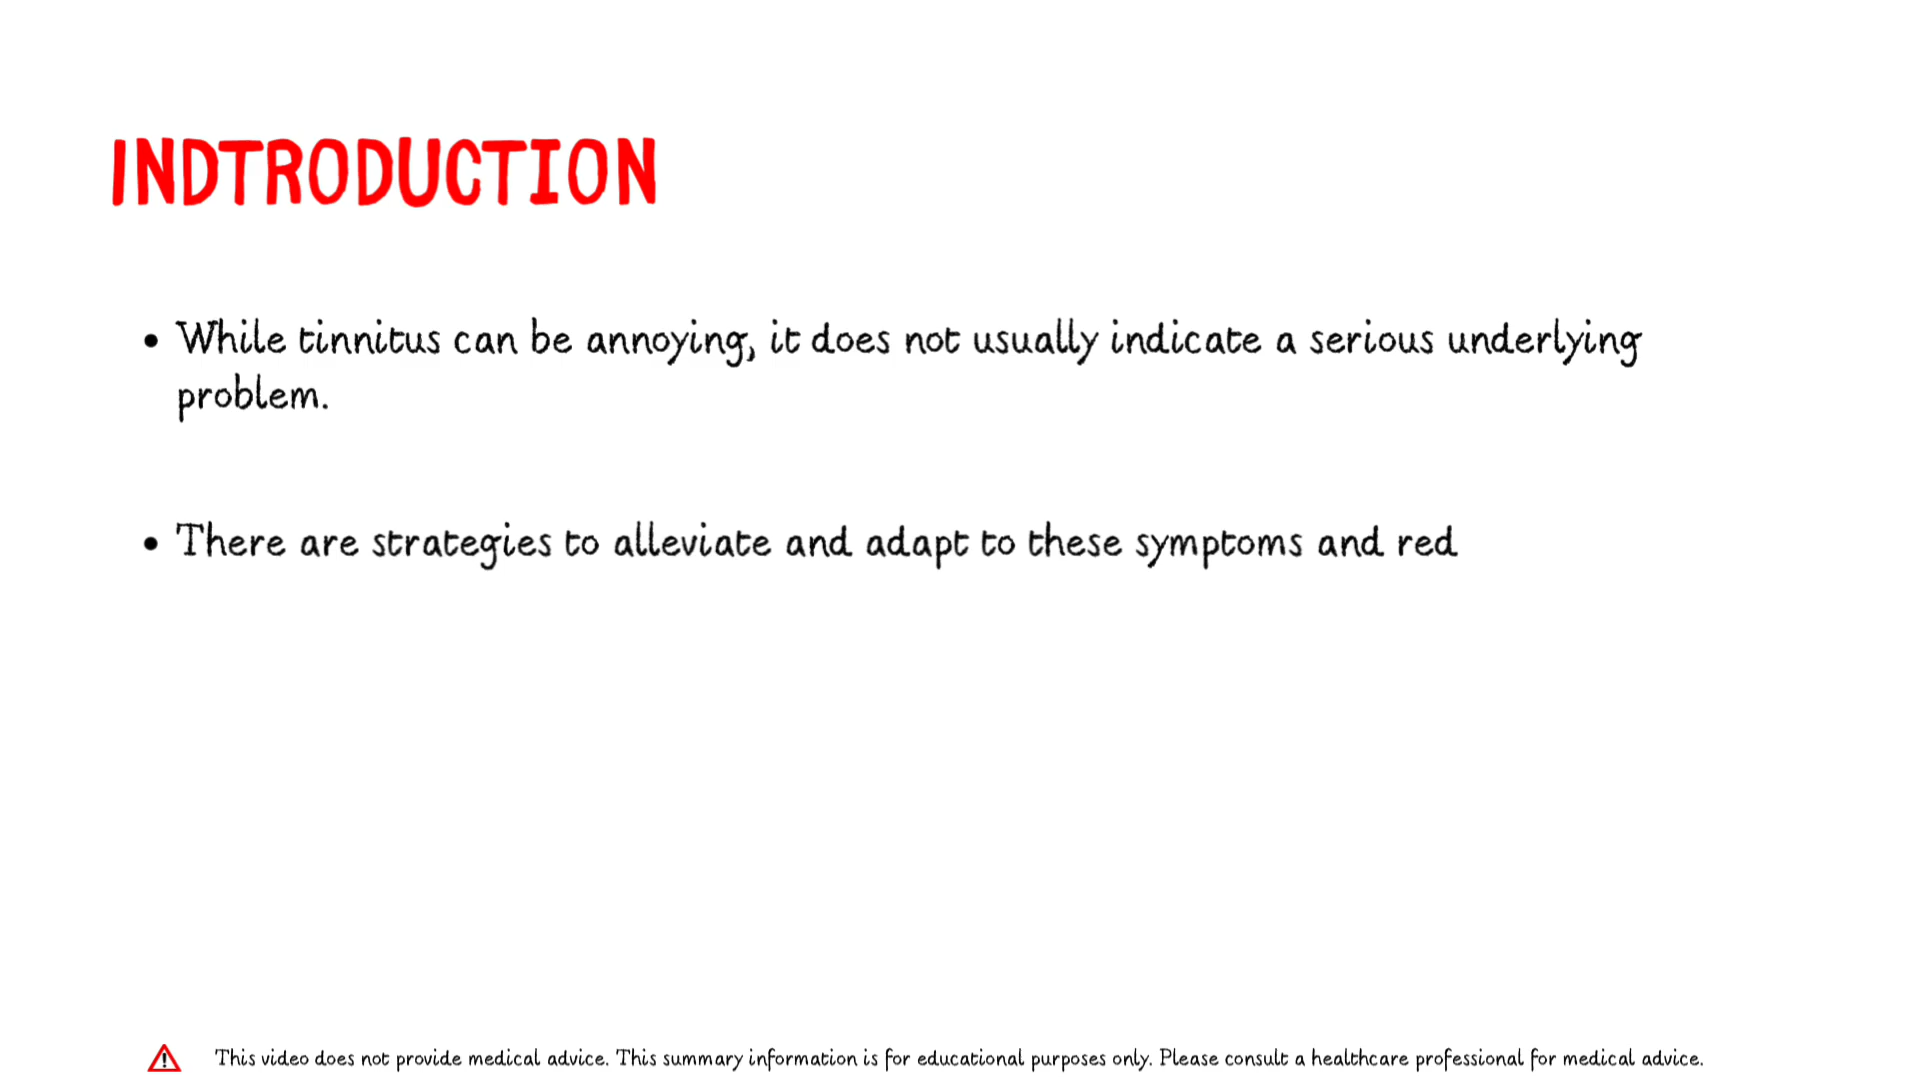 INDTRODUCTION
• While tinnitus can be annoying, it does not usually indicate a serious underlying
problem.
• There are strategies to alleviate and adapt to these symptoms and red
This video does not provide medical advice. This summary information is for educational purposes only. Please consult a healthcare professional for medical advice.